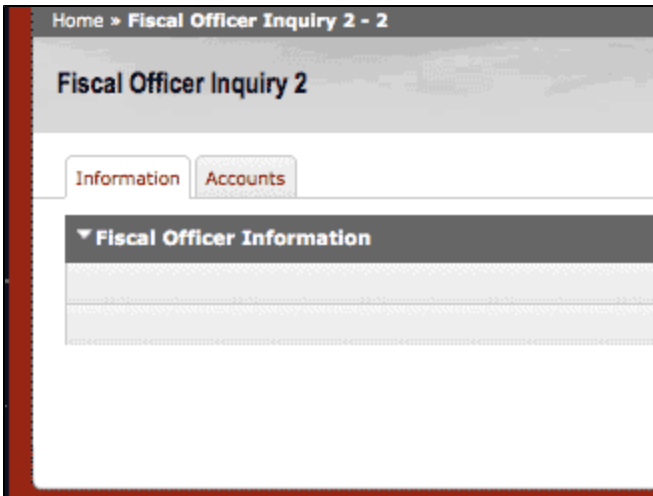 Home » Fiscal Officer Inquiry 2 - 2
Fiscal Officer Inquiry 2
Information Accounts
Fiscal Officer Information